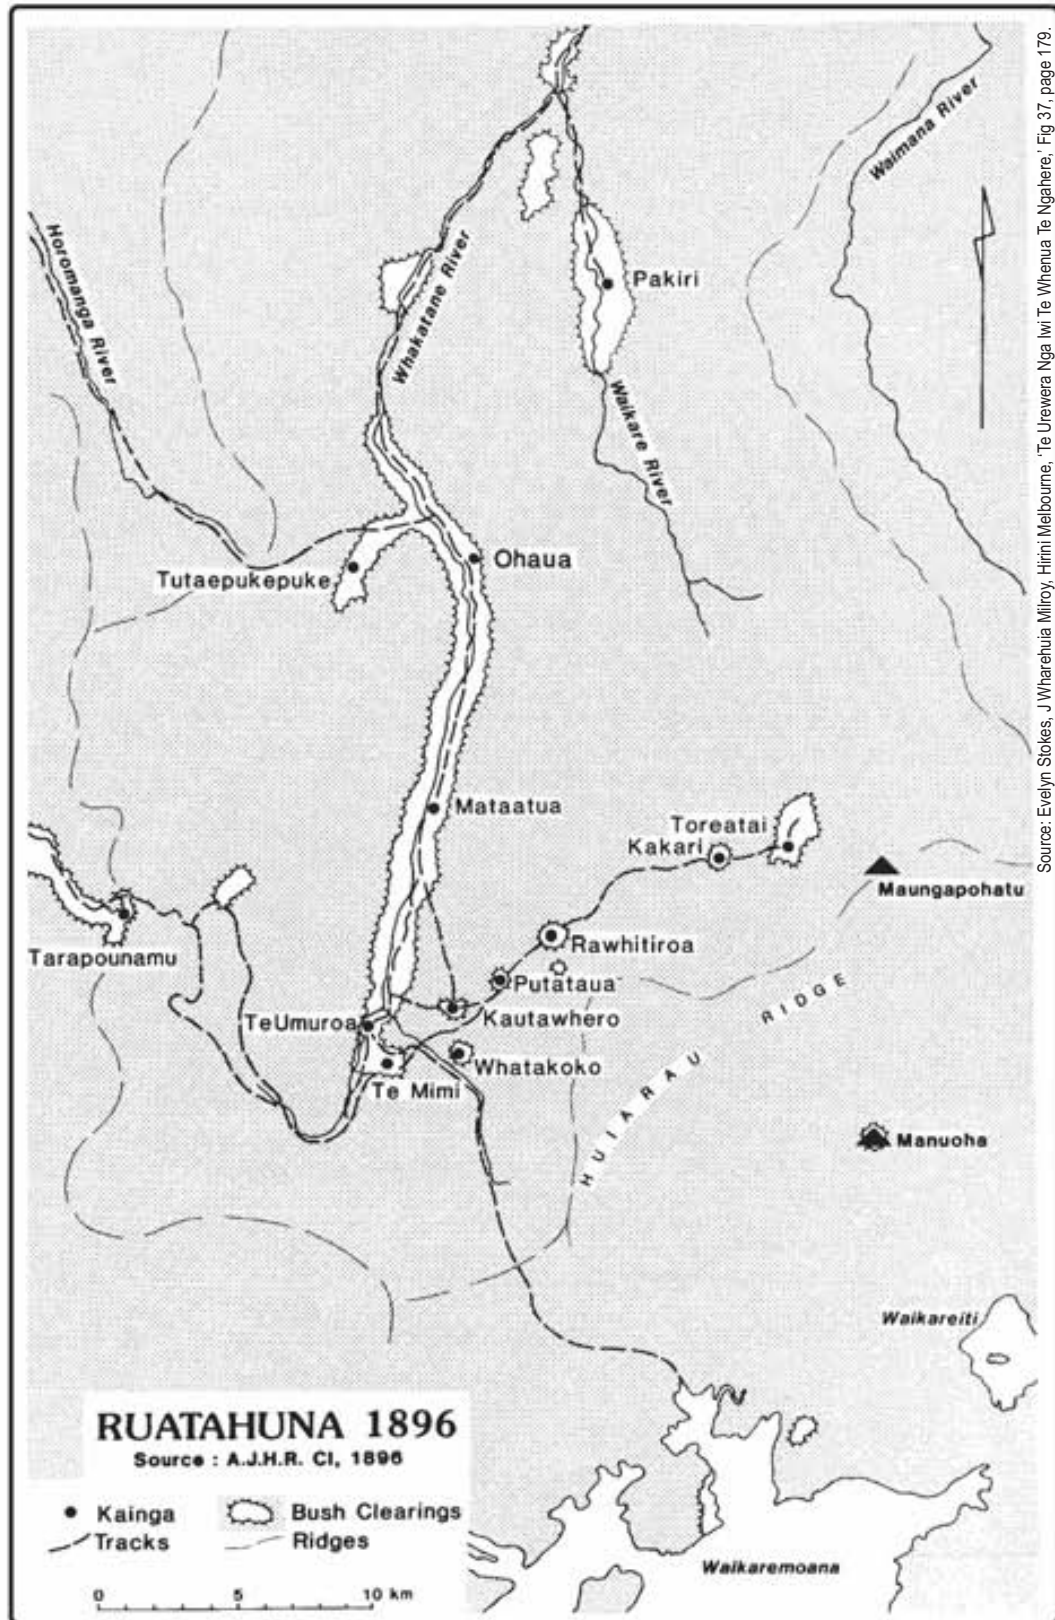 Waimana River
Horomanga River
Whakatane River
Pakiri
Waikare River
Tutaepukepuke
Ohaua
Mataatua
Toreatai
Kakari
Maungapohatu
Tarapounamu
Rawhitiroa
Putataua
TeUmuroa
Kautawhero
HUIARAU RIDGE
Whatakoko
Te Mimi
Manuoha
Waikareiti
Waikaremoana
RUATAHUNA 1896
Source : A.J.H.R. CI, 1896
Kainga
Bush Clearings
Tracks
Ridges
0 5 10 km
Source: Evelyn Stokes, J Wharehuia Milroy, Hirini Melbourne, 'Te Urewera Nga Iwi Te Whenua Te Ngahere,' Fig 37, page 179.